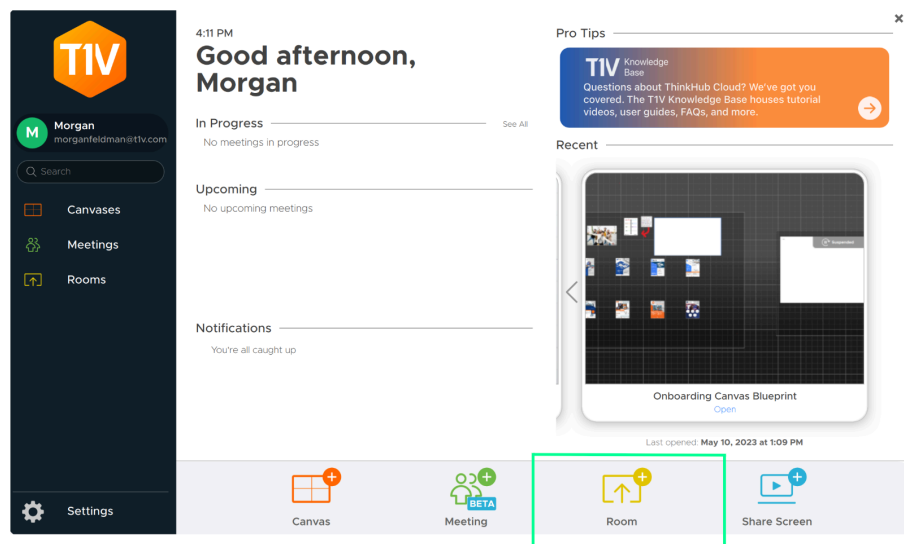 T1V
M
Morgan
morganfeldman@t1v.com
Search
Canvases
Meetings
Rooms
Settings
4:11 PM
Good afternoon,
Morgan
In Progress
See All
No meetings in progress
Upcoming
No upcoming meetings
Notifications
You're all caught up
Pro Tips
T1V Knowledge
Base
Questions about ThinkHub Cloud? We've got you
covered. The T1V Knowledge Base houses tutorial
videos, user guides, FAQs, and more.
Recent
Suspended
Onboarding Canvas Blueprint
Open
Last opened: May 10, 2023 at 1:09 PM
Canvas
BETA
Meeting
Room
Share Screen